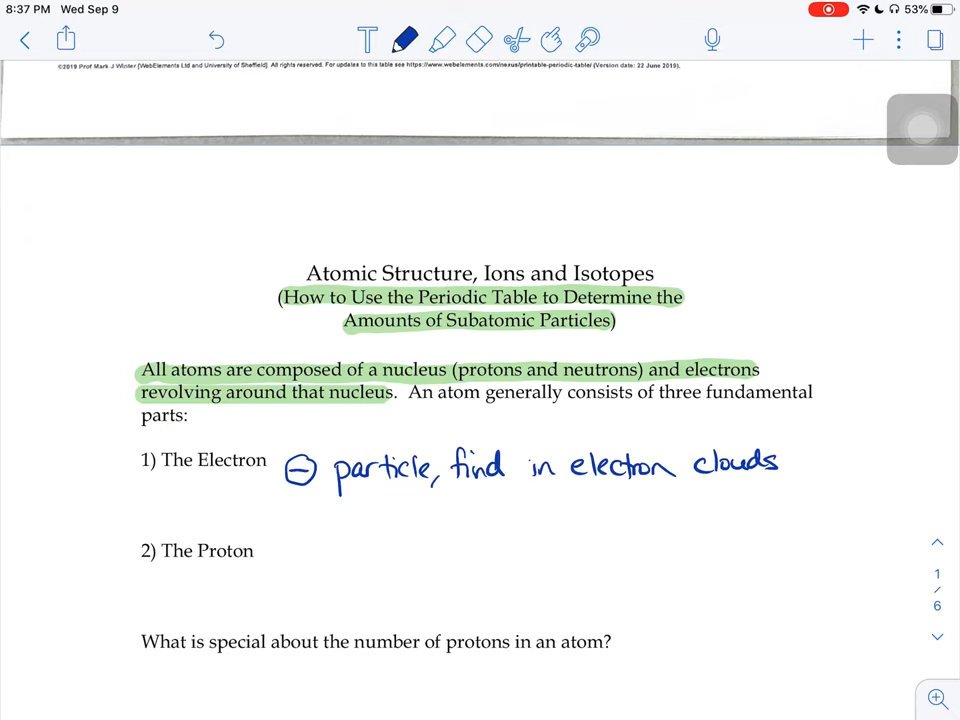 8:37 PM Wed Sep 9
53%
T
©2019 Prof Mark J Winter [WebElements Ltd and University of Sheffield]. All rights reserved. For updates to this table see https://www.webelements.com/nexus/printable-periodic-table/ (Version date: 22 June 2019).
Atomic Structure, Ions and Isotopes
(How to Use the Periodic Table to Determine the
Amounts of Subatomic Particles)
All atoms are composed of a nucleus (protons and neutrons) and electrons
revolving around that nucleus. An atom generally consists of three fundamental
parts:
1) The Electron ⊖ particle, find in electron clouds
2) The Proton
1
/
6
What is special about the number of protons in an atom?